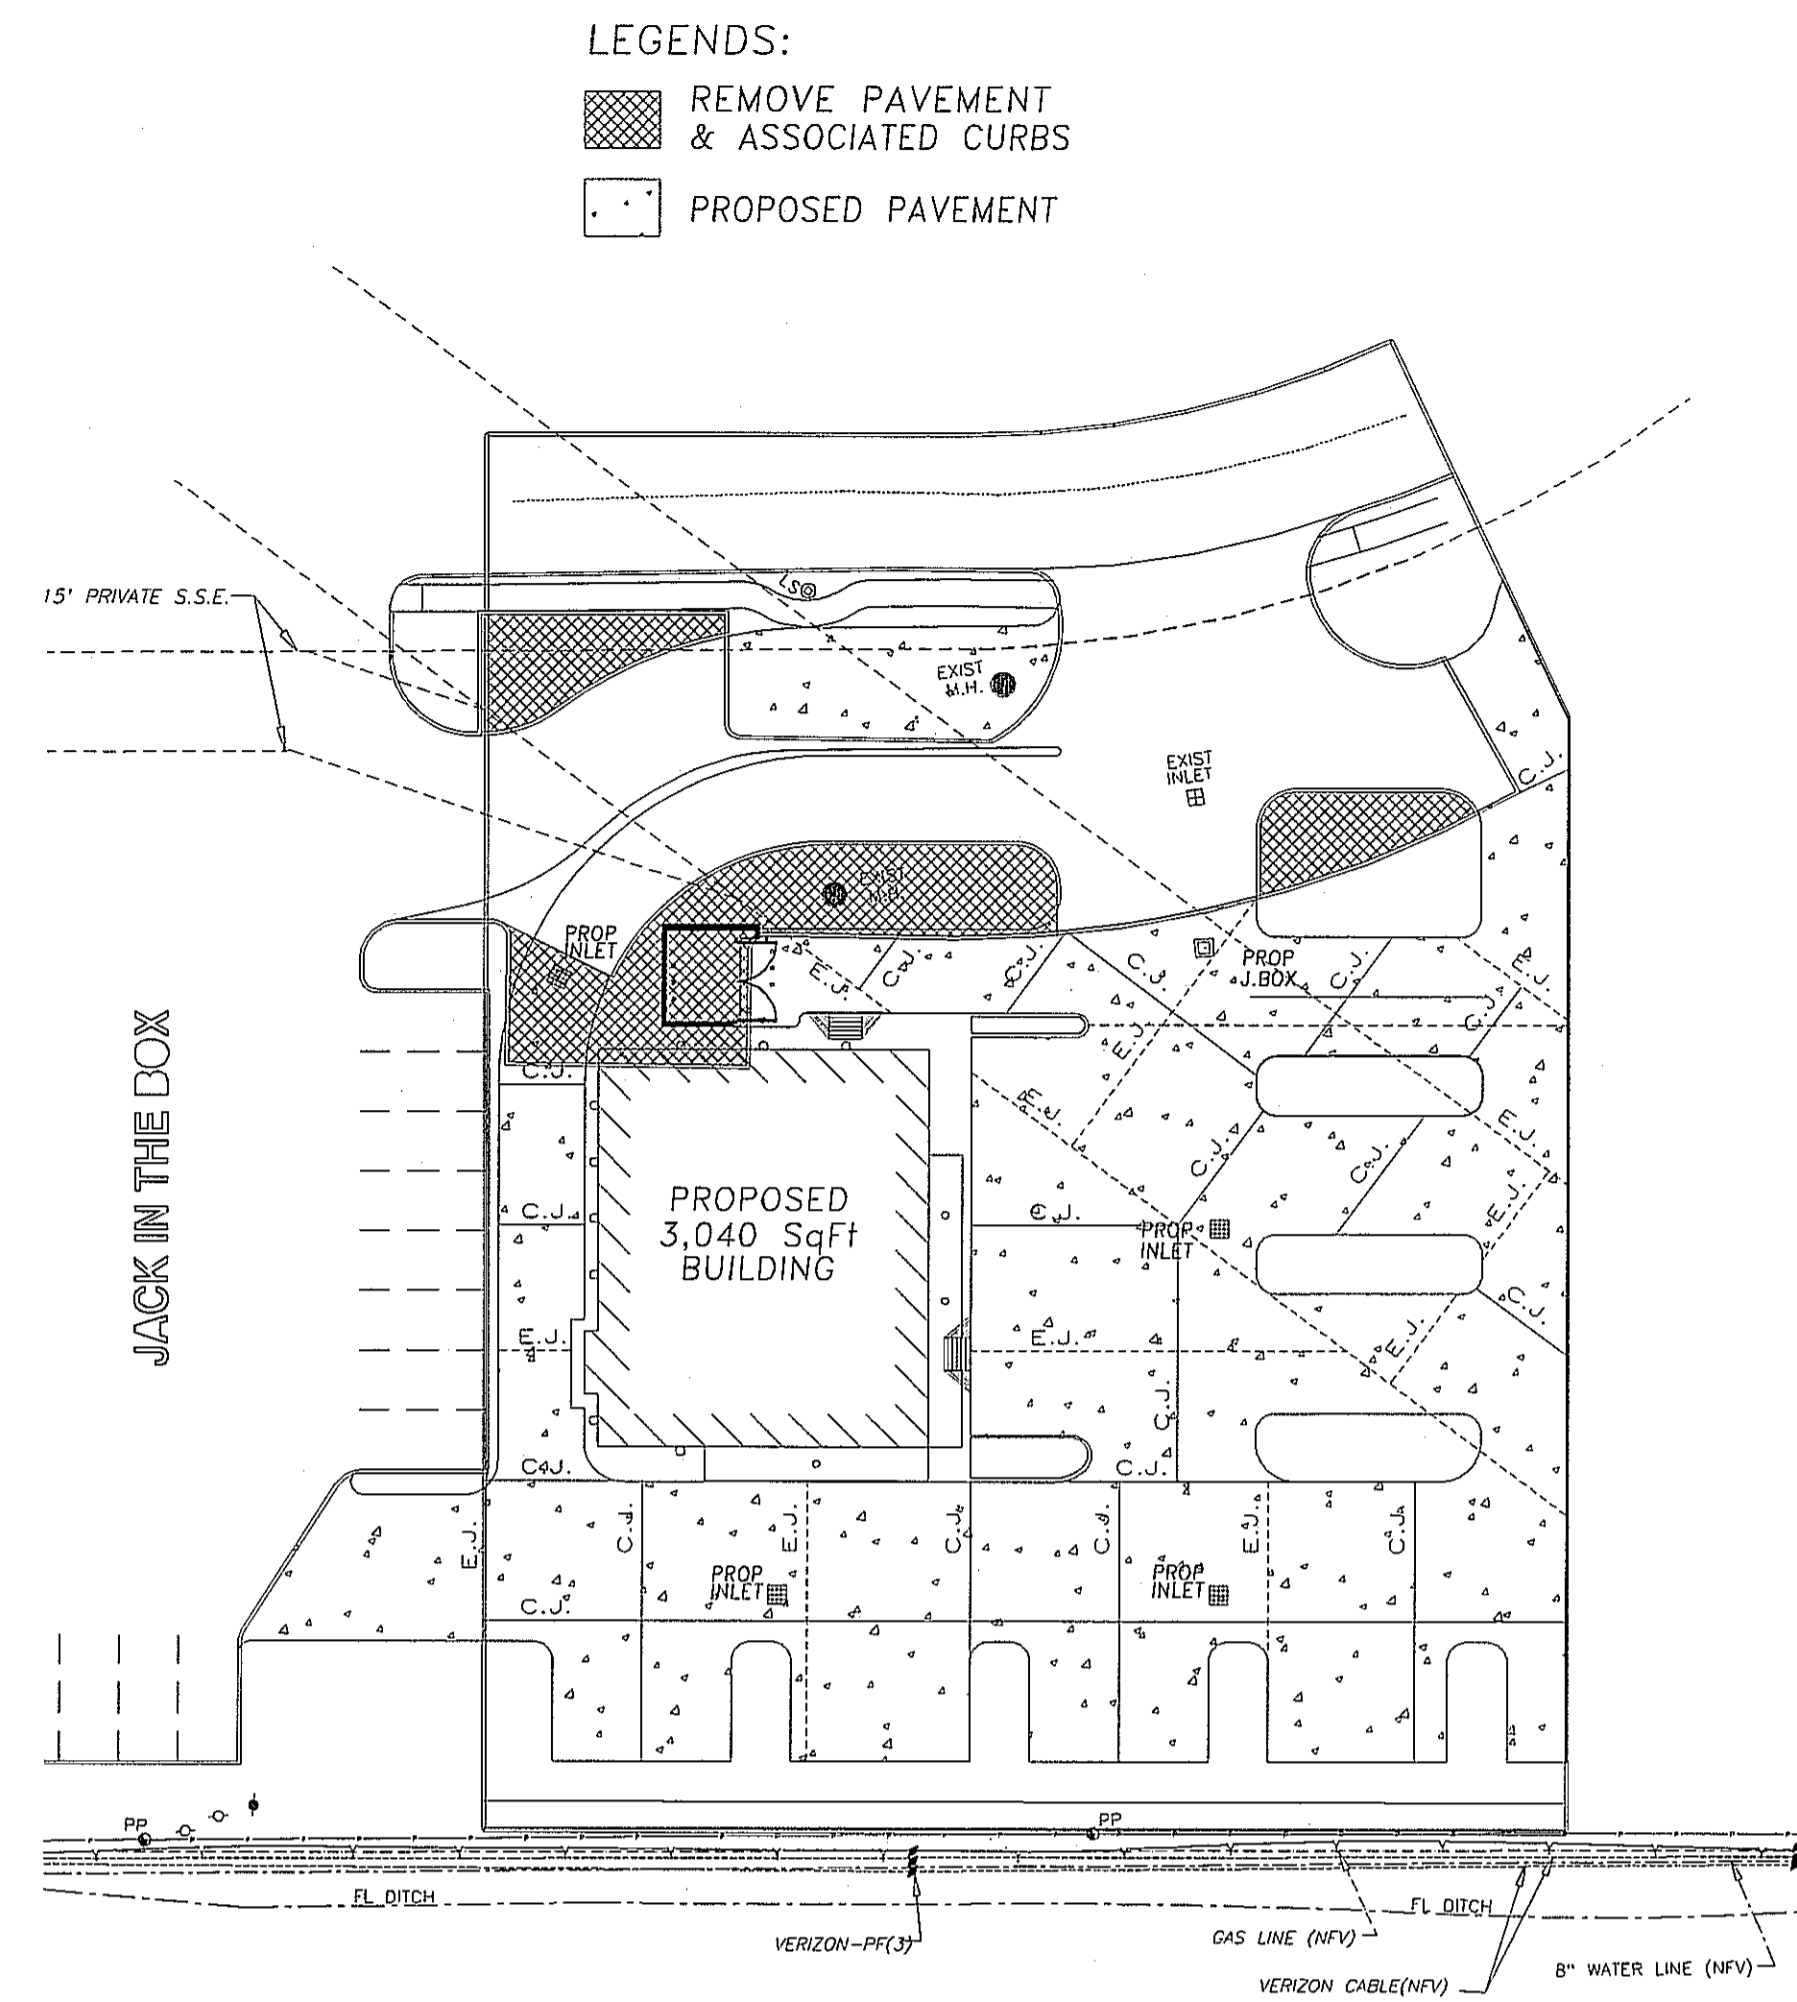 LEGENDS:
REMOVE PAVEMENT
& ASSOCIATED CURBS
PROPOSED PAVEMENT
15' PRIVATE S.S.E.
LS
EXIST
M.H.
EXIST
INLET
C.J.
EXIST
M.H.
PROP
INLET
E.J.
C.J.
C.J.
C.J.
PROP
J.BOX
C.J.
E.J.
C.J.
E.J.
C.J.
E.J.
E.J.
C.J.
C.J.
E.J.
JACK IN THE BOX
PROPOSED
3,040 SqFt
BUILDING
C.J.
C.J.
PROP
INLET
E.J.
E.J.
C.J.
E.J.
C.J.
C.J.
C.J.
E.J.
C.J.
E.J.
C.J.
C.J.
E.J.
C.J.
PROP
INLET
PROP
INLET
C.J.
PP
PP
FL DITCH
FL DITCH
VERIZON-PF(3)
GAS LINE (NFV)
VERIZON CABLE(NFV)
8" WATER LINE (NFV)